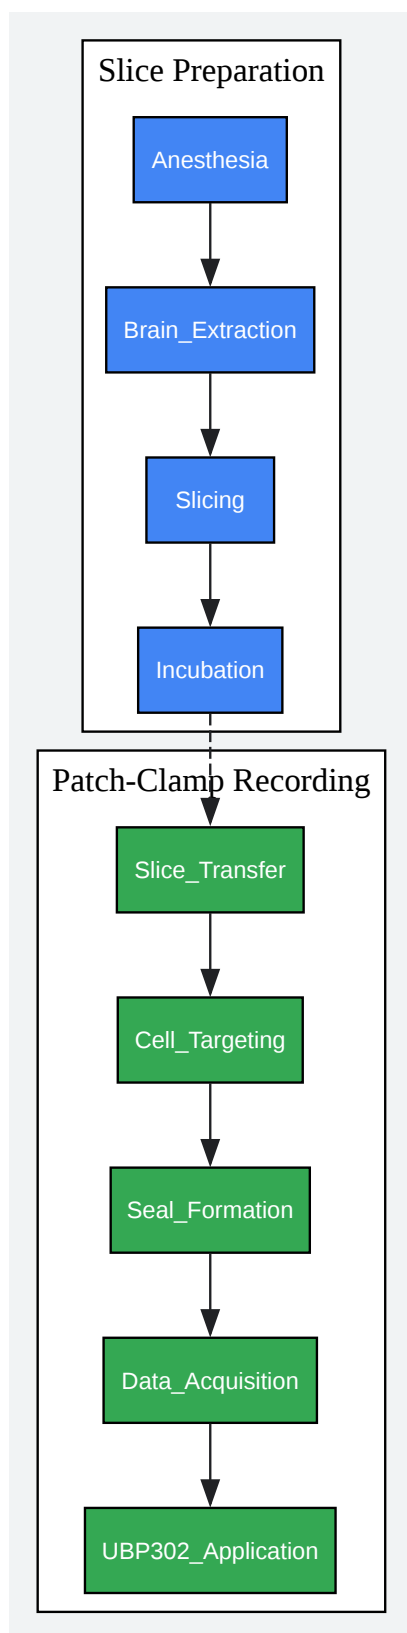 Slice Preparation
Anesthesia
Brain_Extraction
Slicing
Incubation
Patch-Clamp Recording
Slice_Transfer
Cell_Targeting
Seal_Formation
Data_Acquisition
UBP302_Application